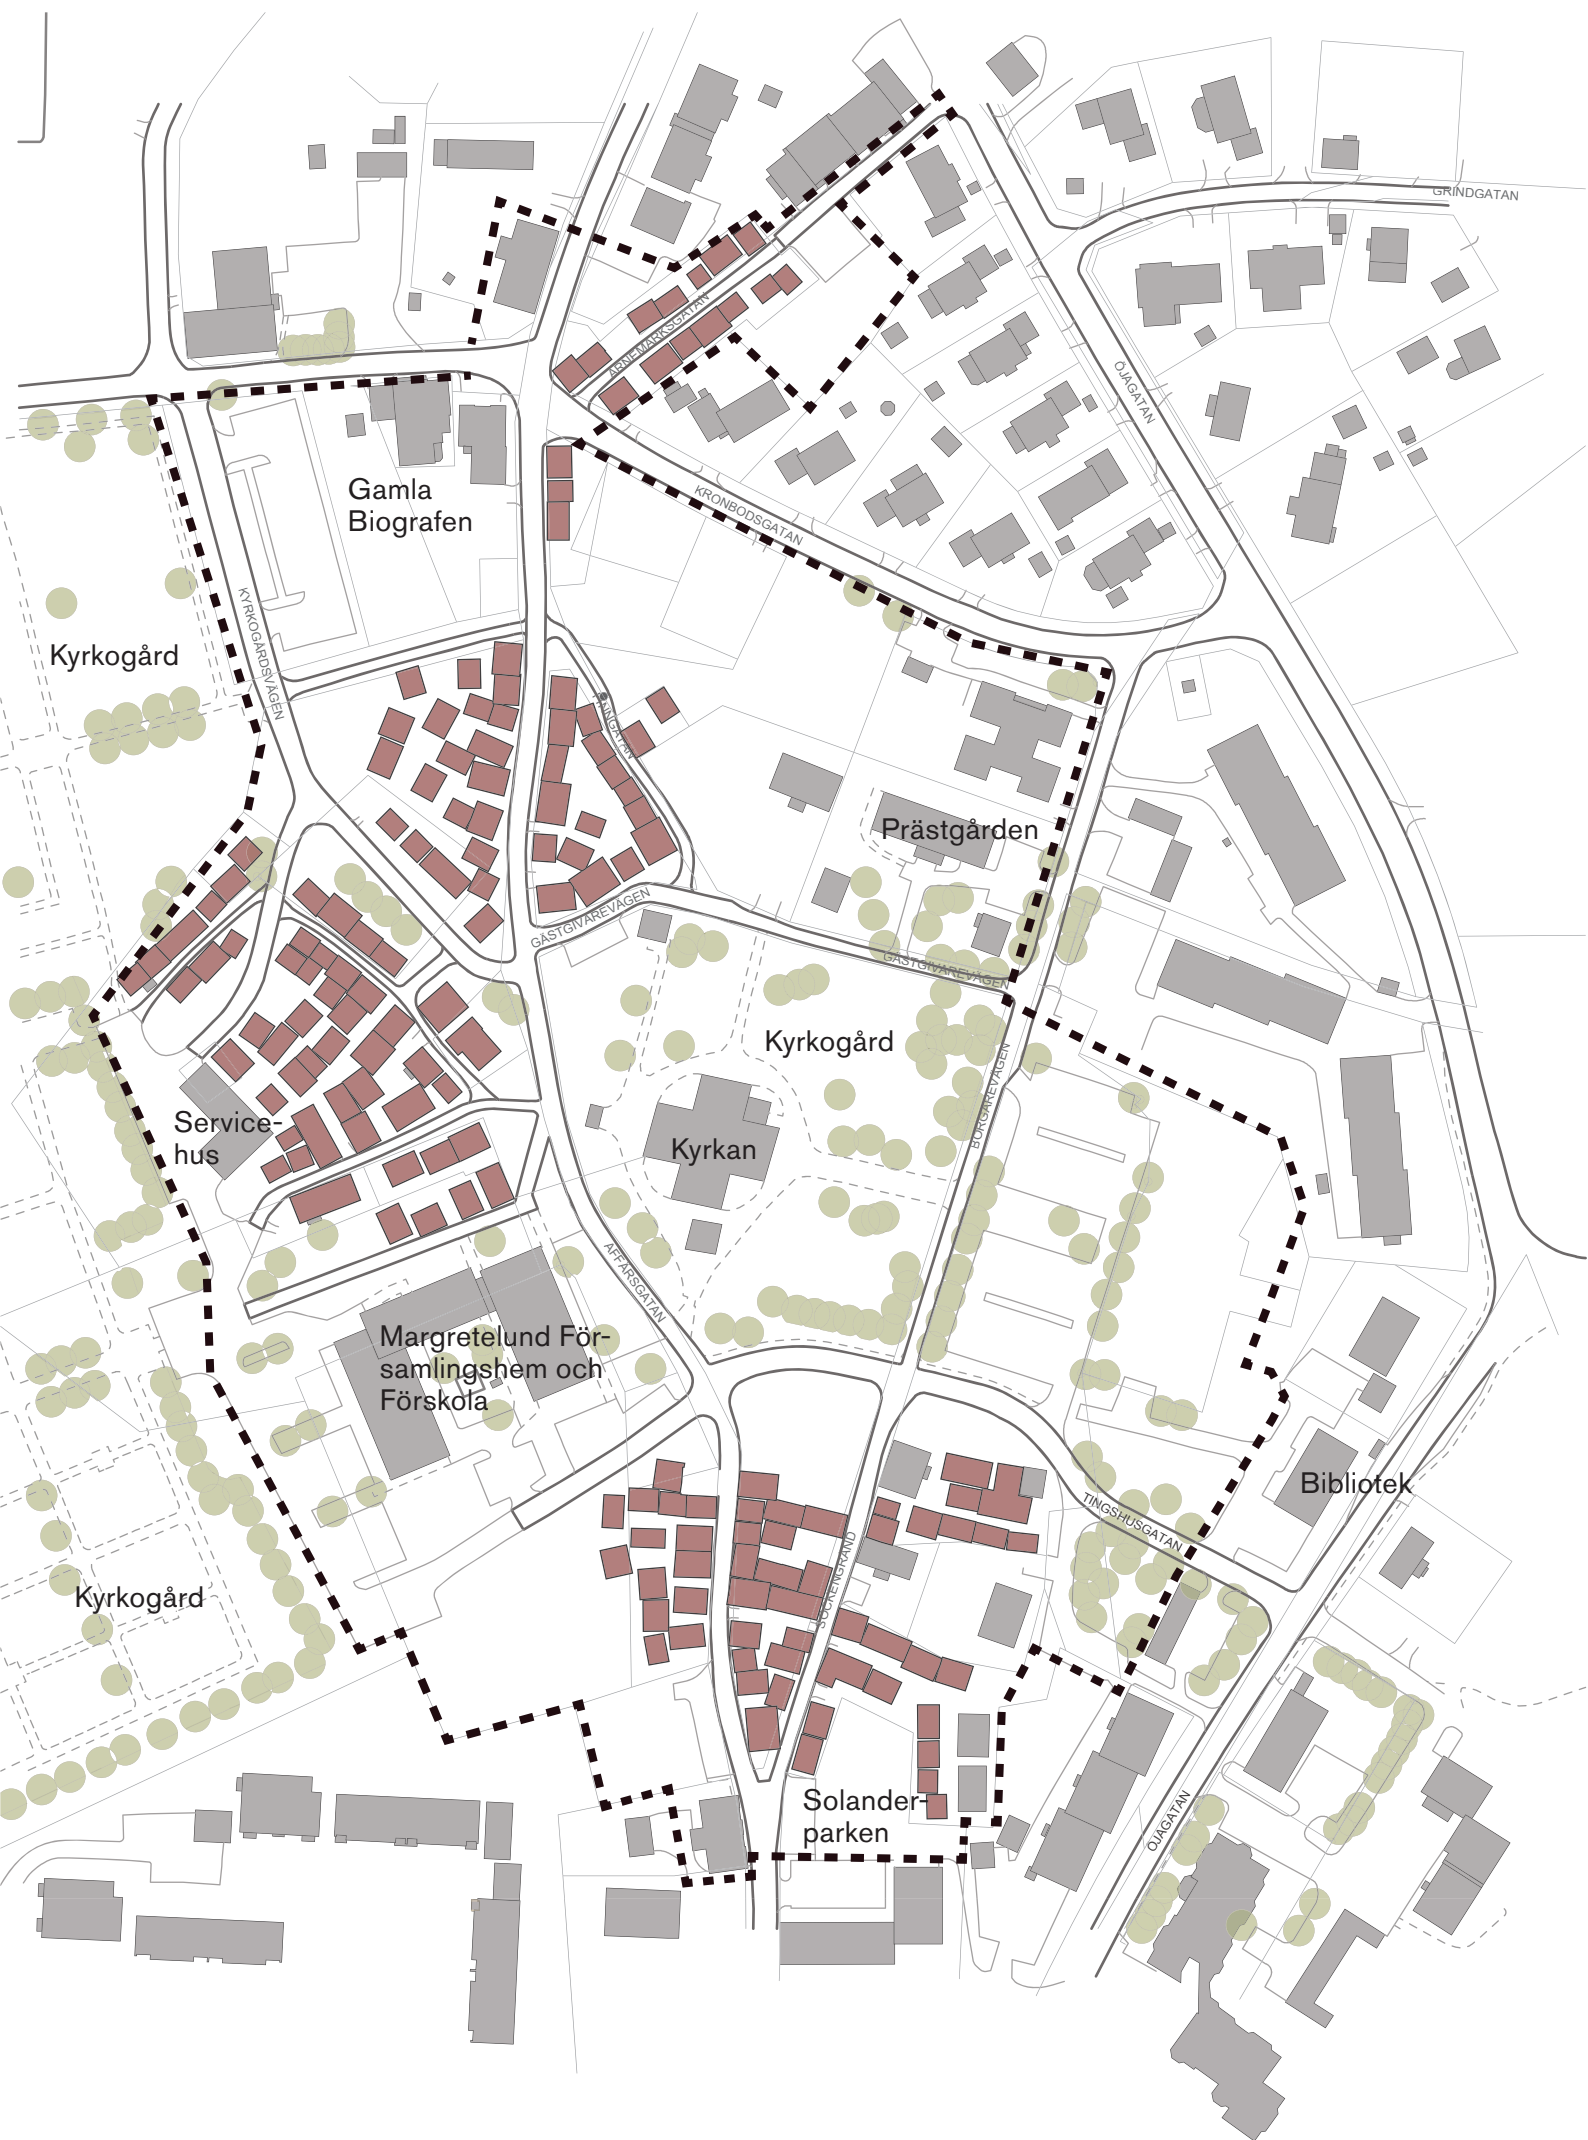 GRINDGATAN
ARNEMARKSGATAN
ÖJAGATAN
Gamla
Biografen
KRONBODSGATAN
KYRKOGÅRDSVÄGEN
Kyrkogård
Prästgården
GÄSTGIVAREVÄGEN
GÄSTGIVAREVÄGEN
Kyrkogård
BORGAREVÄGEN
Service-
hus
Kyrkan
AFFÄRSGATAN
Margretelund För-
samlingshem och
Förskola
Bibliotek
TINGSHUSGATAN
SOCKENGRÄND
Kyrkogård
Solander-
parken
ÖJAGATAN